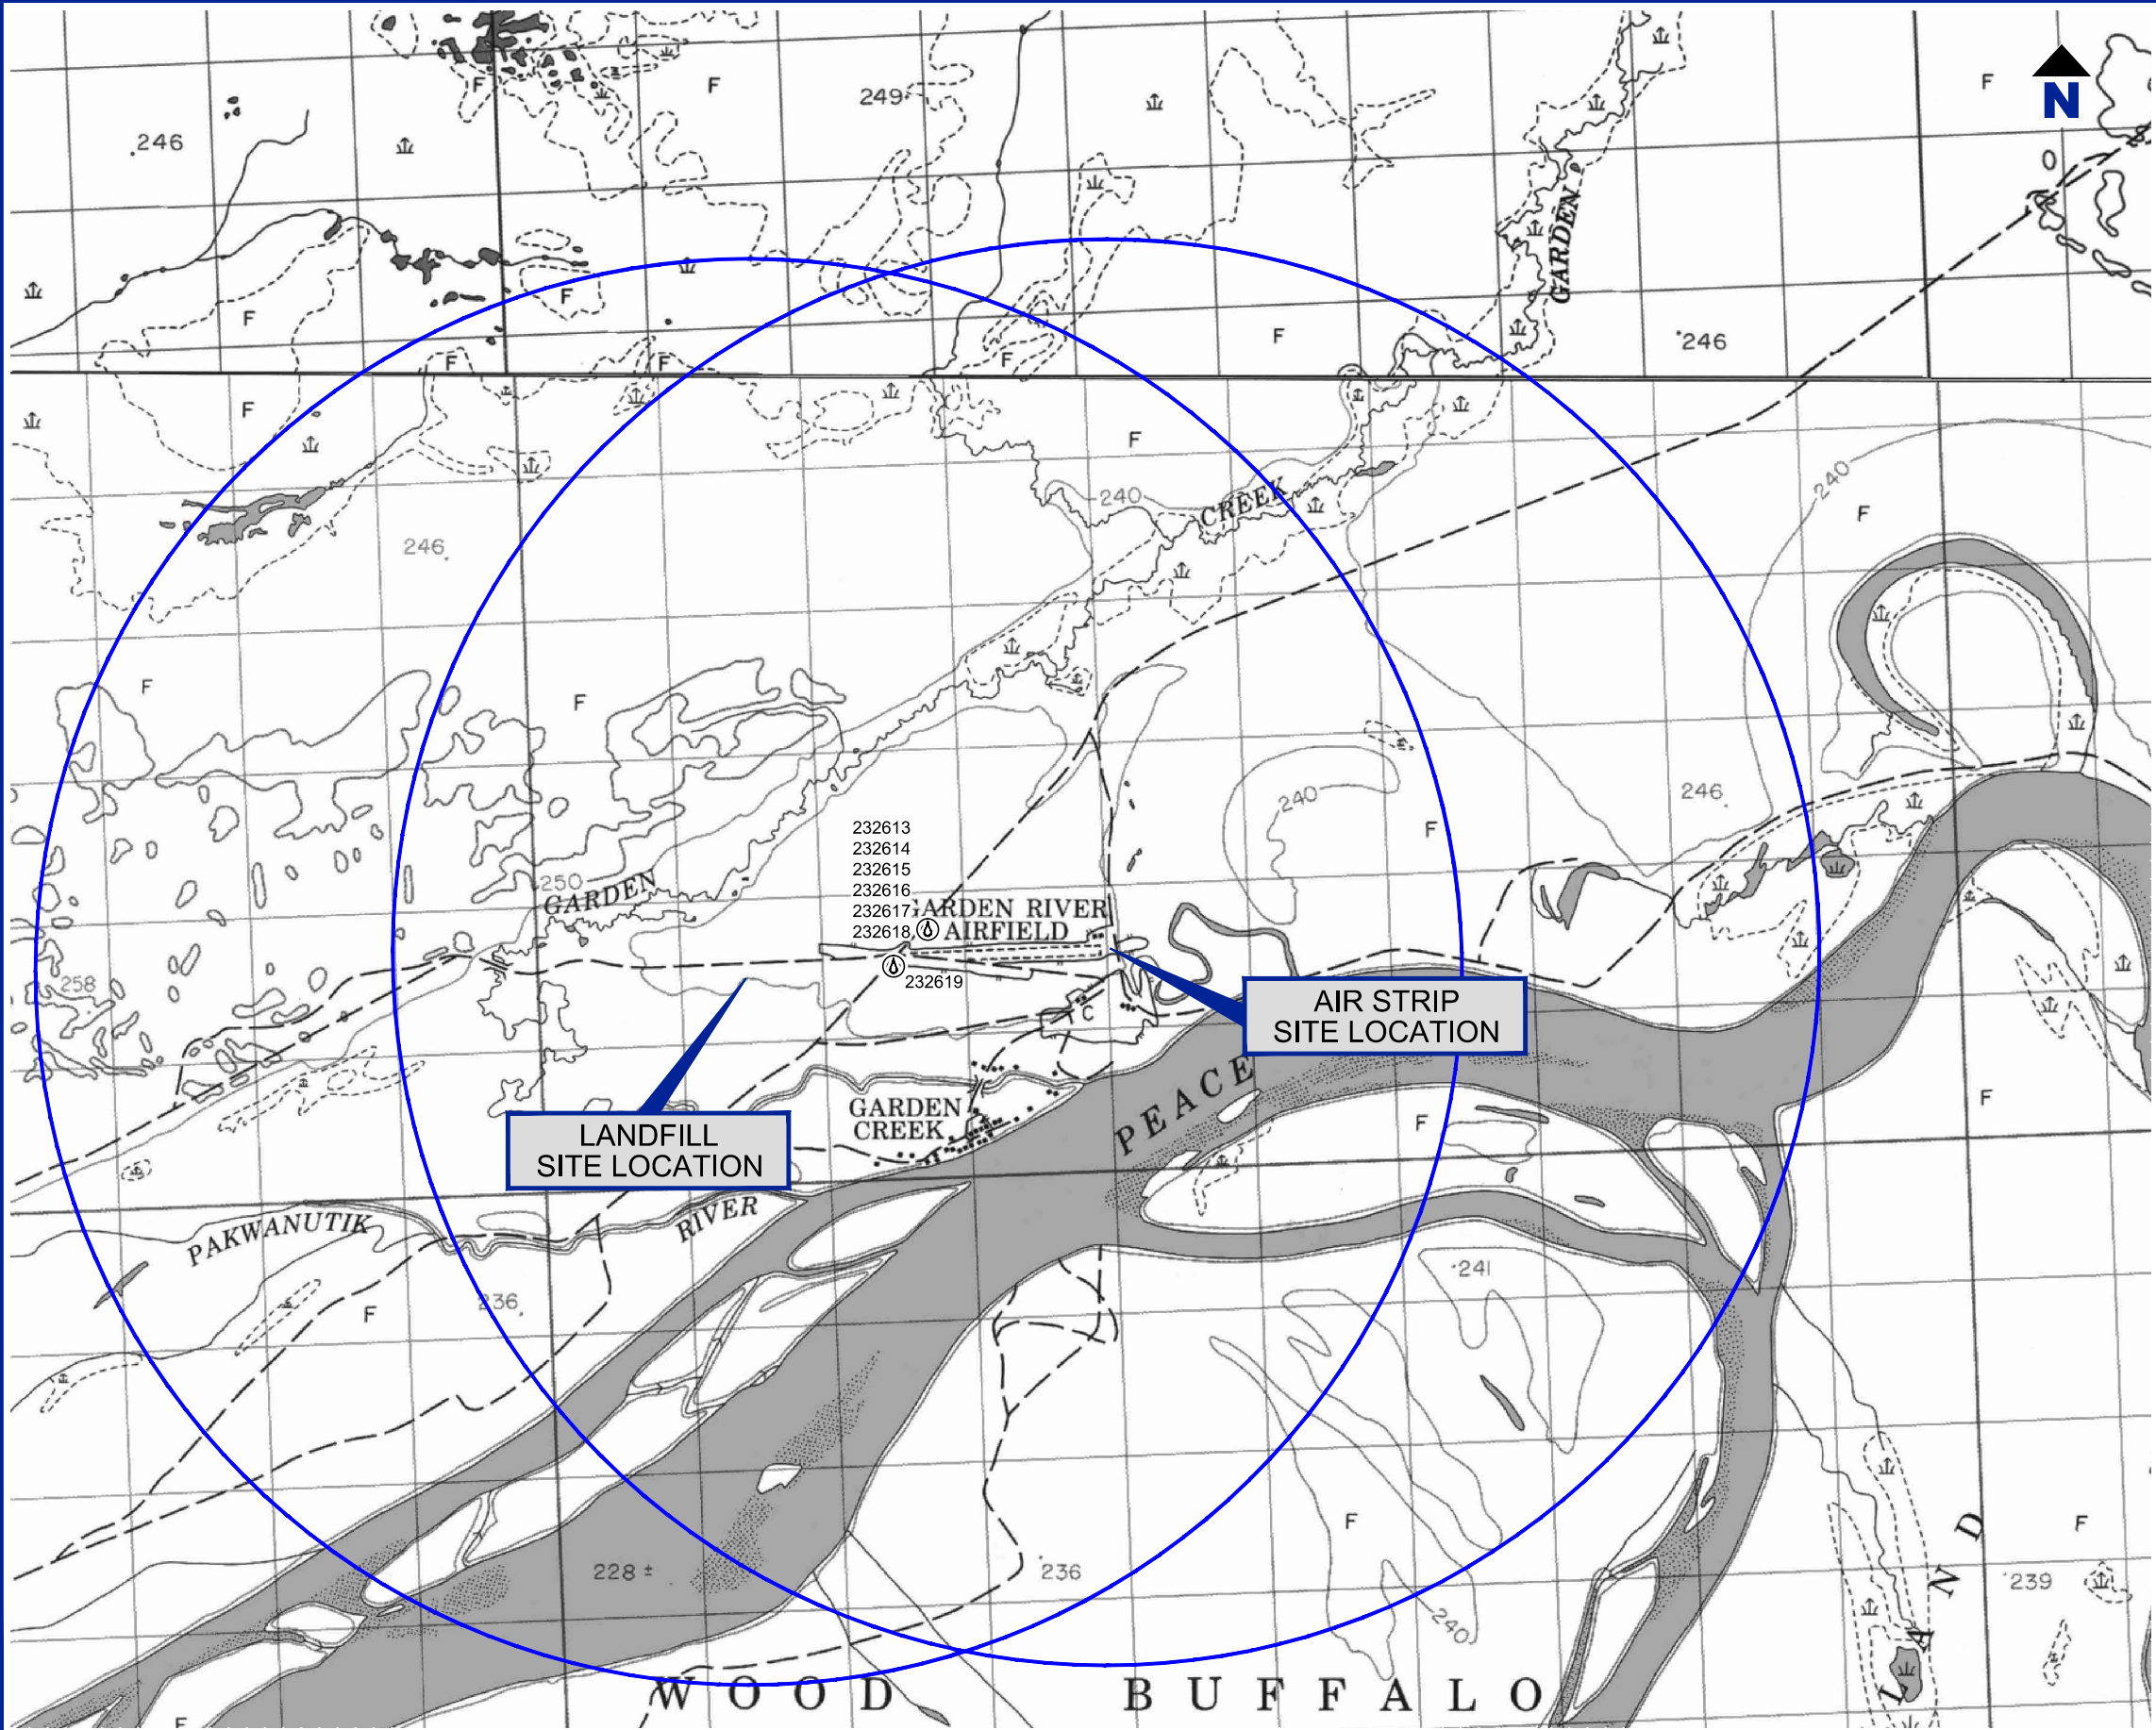 F
F
249
246
F
N
O
GARDEN
F
F
246
F
F
F
F
F
F
240
CREEK
240
F
246
F
F
232613
232614
232615
232616
232617
232618
GARDEN RIVER
AIRFIELD
232619
250
GARDEN
240
F
246
258
C
AIR STRIP
SITE LOCATION
LANDFILL
SITE LOCATION
GARDEN
CREEK
PEACE
F
F
PAKWANUTIK
RIVER
236
F
241
228 ±
236
F
240
F
239
LAND
WOOD BUFFALO
F